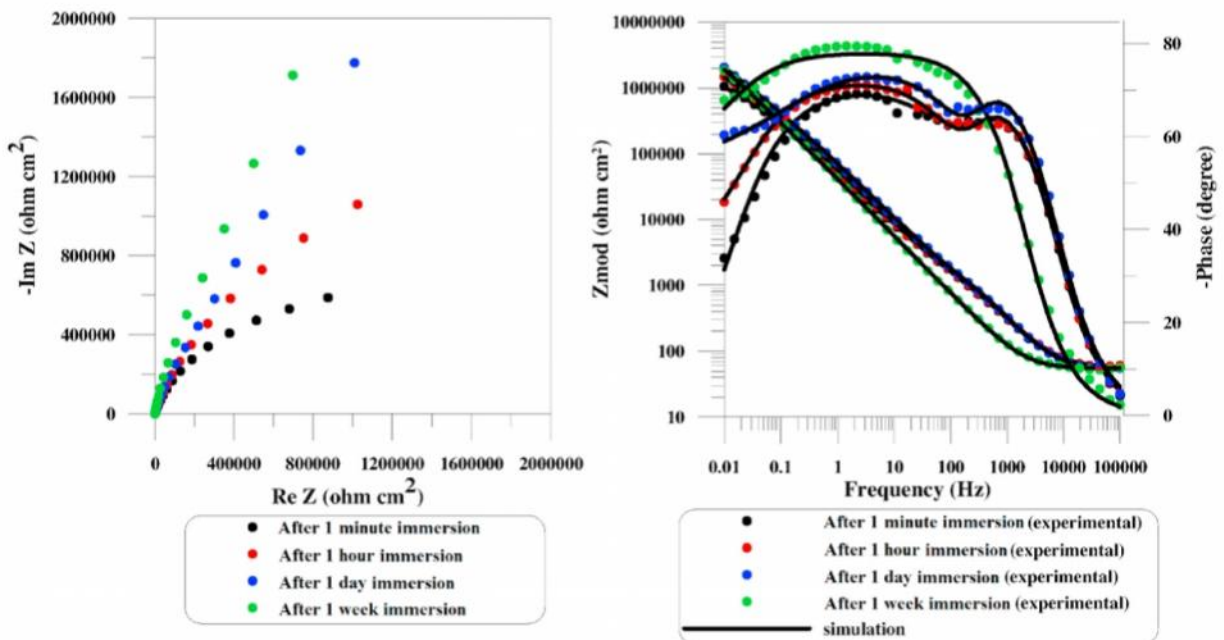 2000000
1600000
1200000
800000
400000
0
-Im Z (ohm cm2)
0 400000 800000 1200000 1600000 2000000
Re Z (ohm cm2)
After 1 minute immersion
After 1 hour immersion
After 1 day immersion
After 1 week immersion
10000000
1000000
100000
10000
1000
100
10
Zmod (ohm cm²)
80
60
40
20
0
-Phase (degree)
0.01 0.1 1 10 100 1000 10000 100000
Frequency (Hz)
After 1 minute immersion (experimental)
After 1 hour immersion (experimental)
After 1 day immersion (experimental)
After 1 week immersion (experimental)
simulation